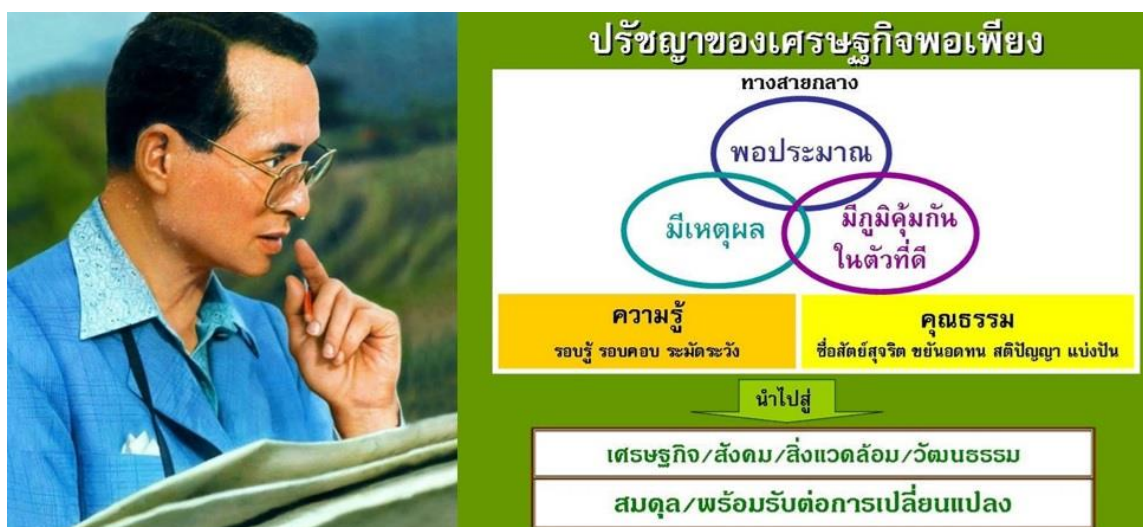 ปรัชญาของเศรษฐกิจพอเพียง
ทางสายกลาง
พอประมาณ
มีเหตุผล
มีภูมิคุ้มกัน
ในตัวที่ดี
ความรู้
รอบรู้ รอบคอบ ระมัดระวัง
คุณธรรม
ซื่อสัตย์สุจริต ขยันอดทน สติปัญญา แบ่งปัน
นำไปสู่
เศรษฐกิจ/สังคม/สิ่งแวดล้อม/วัฒนธรรม
สมดุล/พร้อมรับต่อการเปลี่ยนแปลง